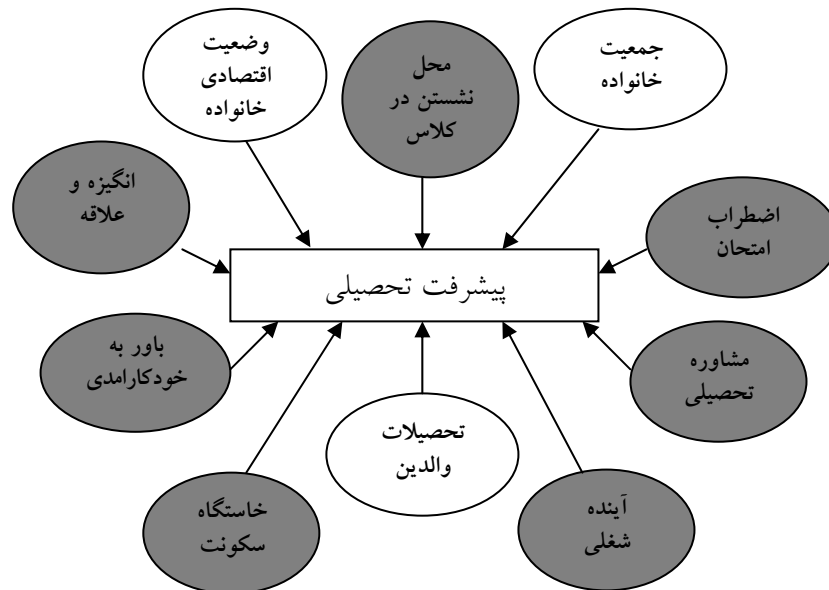 جمعیت
خانواده
محل
نشستن در
کلاس
وضعیت
اقتصادی
خانواده
اضطراب
امتحان
انگیزه و
علاقه
پیشرفت تحصیلی
مشاوره
تحصیلی
باور به
خودکارامدی
تحصیلات
والدین
آینده
شغلی
خاستگاه
سکونت